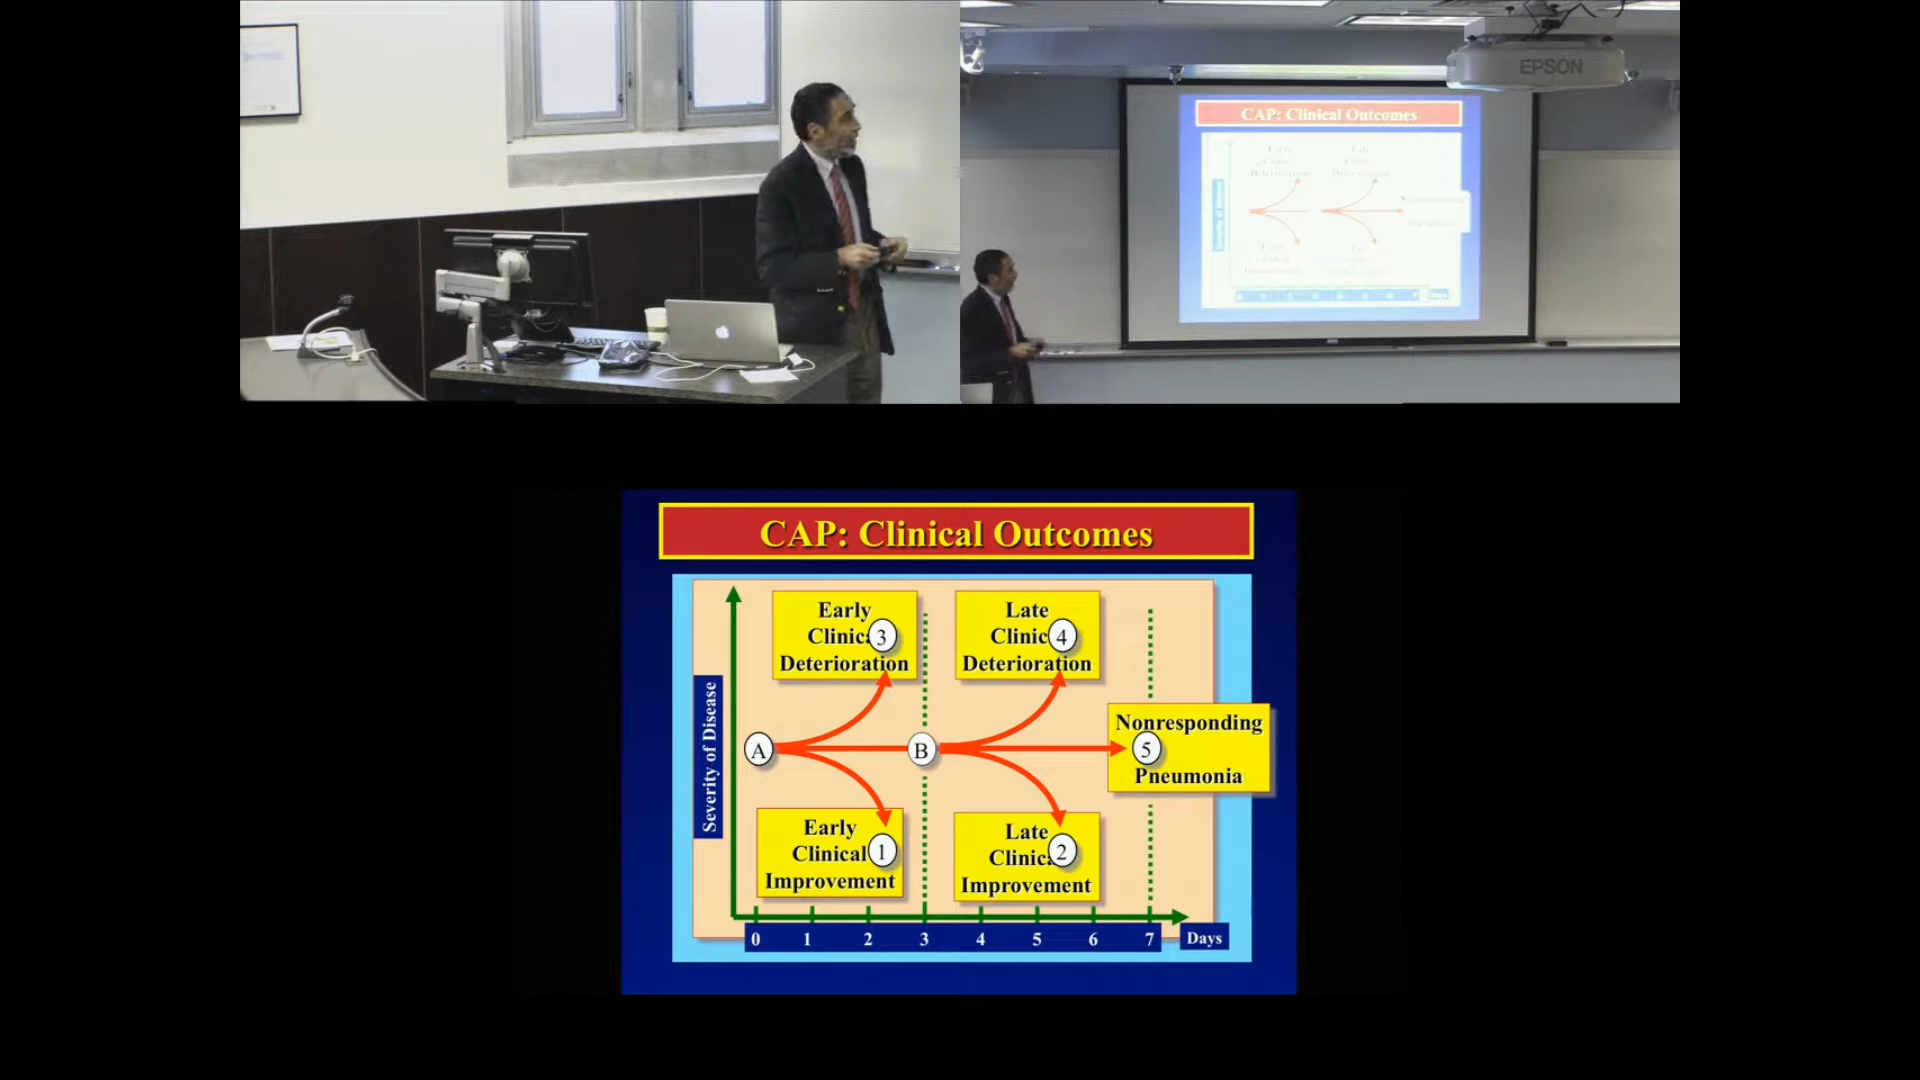 EPSON
CAP: Clinical Outcomes
CAP: Clinical Outcomes
Early
Clinic
3
Deterioration
Late
Clinic
4
Deterioration
Severity of Disease
A
B
Nonresponding
5
Pneumonia
Early
Clinical
1
Improvement
Late
Clinic
2
Improvement
0 1 2 3 4 5 6 7 Days